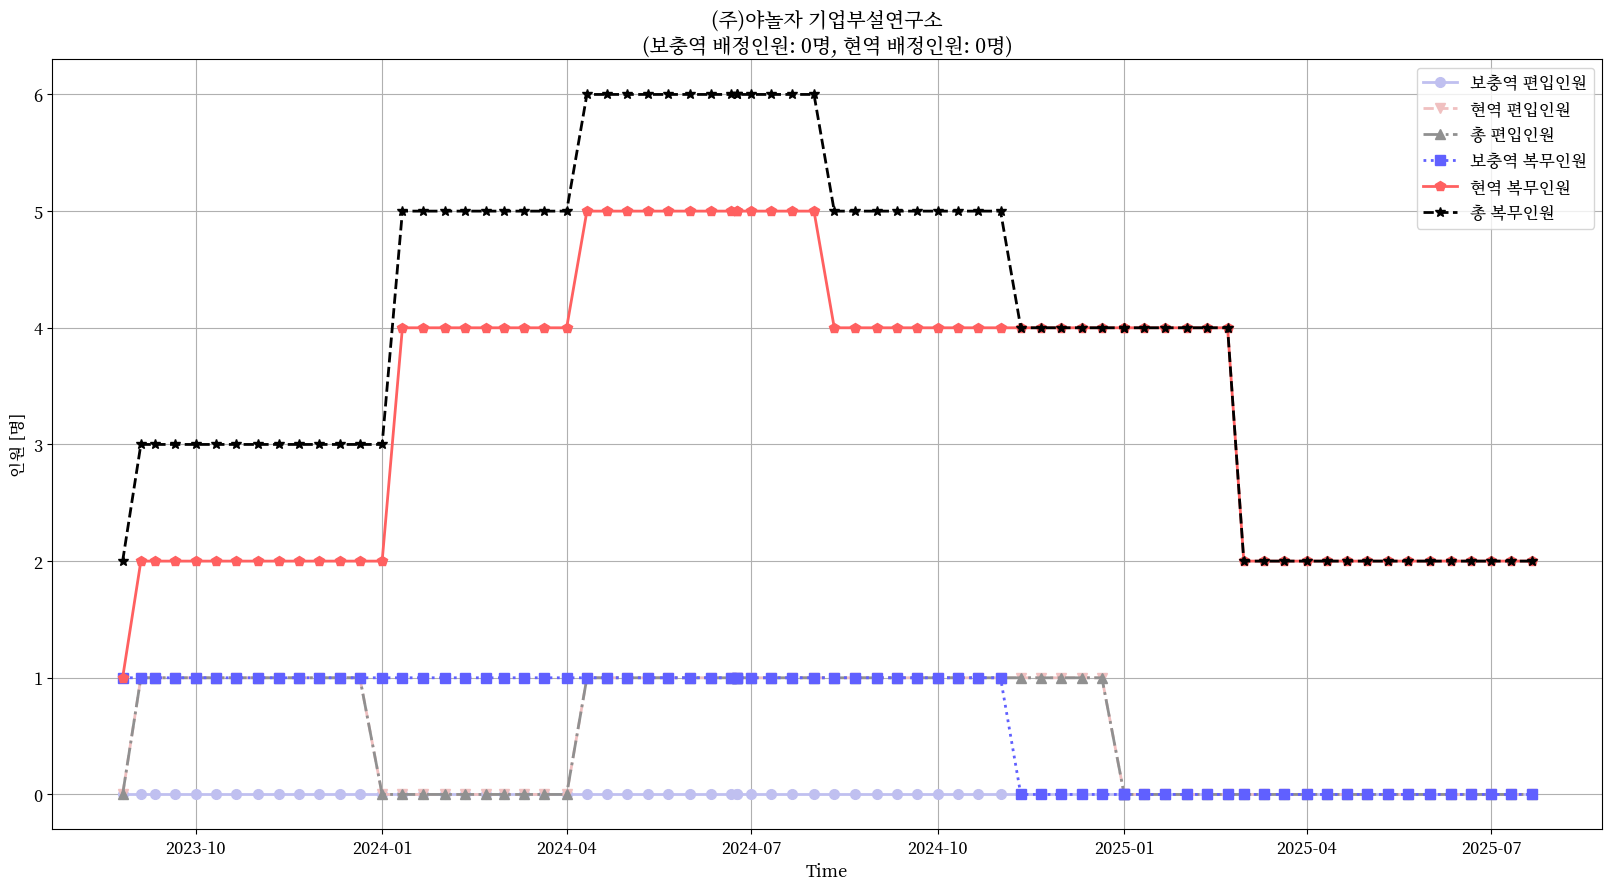 (주)야놀자 기업부설연구소
(보충역 배정인원: 0명, 현역 배정인원: 0명)
보충역 편입인원
현역 편입인원
총 편입인원
보충역 복무인원
현역 복무인원
총 복무인원
인원 [명]
6
5
4
3
2
1
0
2023-10
2024-01
2024-04
2024-07
2024-10
2025-01
2025-04
2025-07
Time